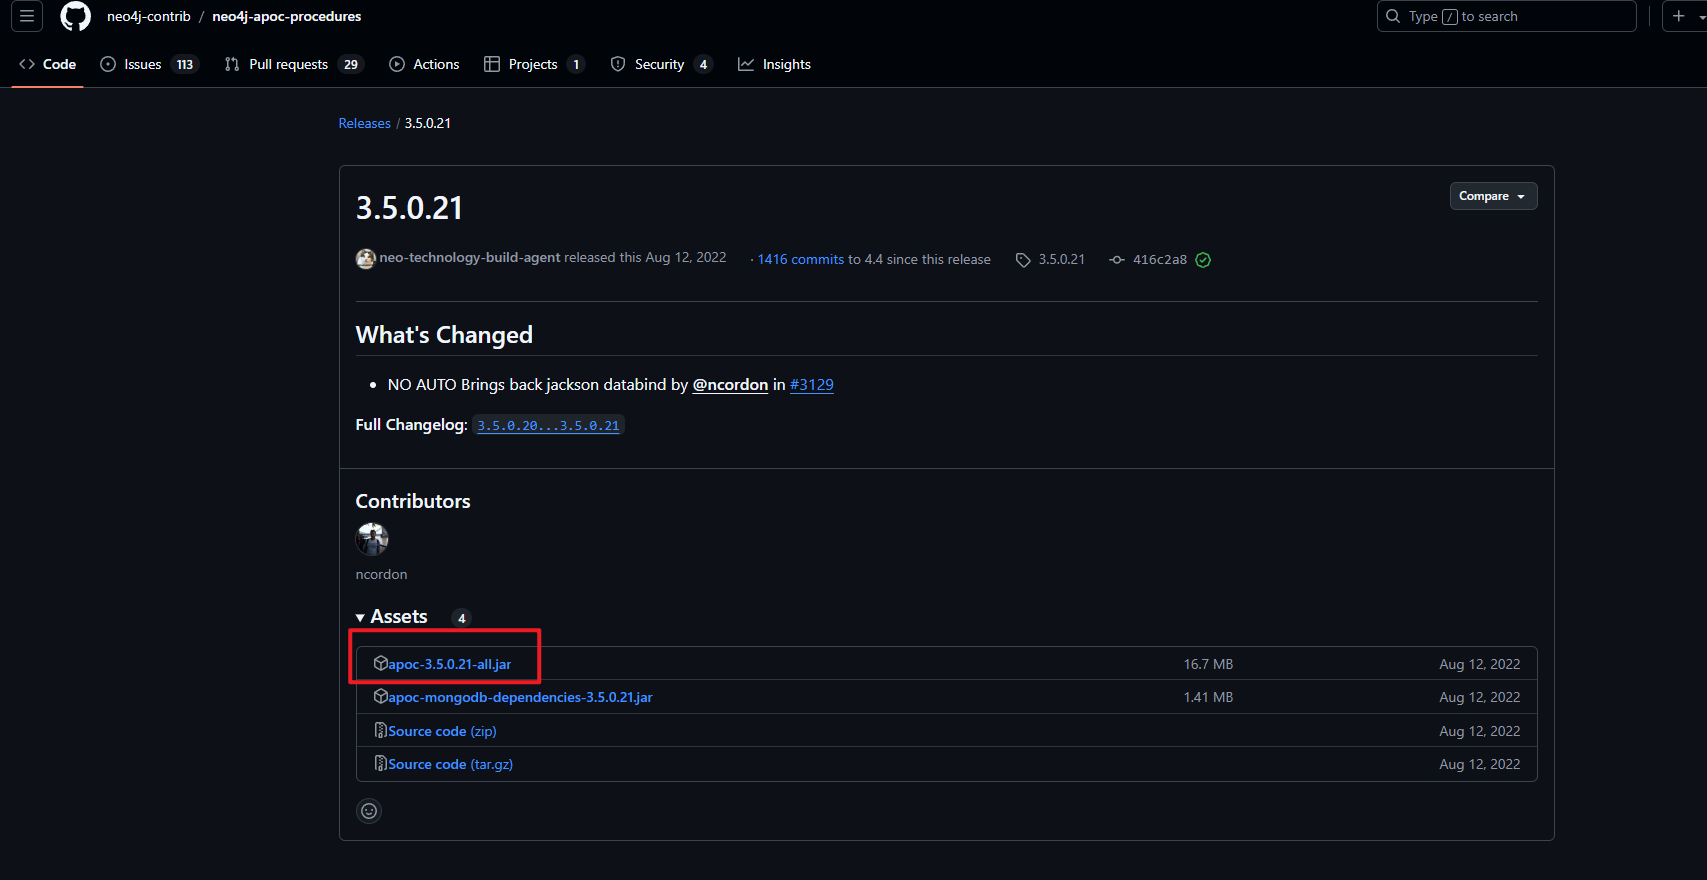 neo4j-contrib / neo4j-apoc-procedures
Type / to search
Code Issues 113 Pull requests 29 Actions Projects 1 Security 4 Insights
Releases / 3.5.0.21
3.5.0.21
Compare
neo-technology-build-agent released this Aug 12, 2022 · 1416 commits to 4.4 since this release 3.5.0.21 416c2a8
What's Changed
• NO AUTO Brings back jackson databind by @ncordon in #3129
Full Changelog: 3.5.0.20...3.5.0.21
Contributors
ncordon
Assets 4
apoc-3.5.0.21-all.jar 16.7 MB Aug 12, 2022
apoc-mongodb-dependencies-3.5.0.21.jar 1.41 MB Aug 12, 2022
Source code (zip) Aug 12, 2022
Source code (tar.gz) Aug 12, 2022